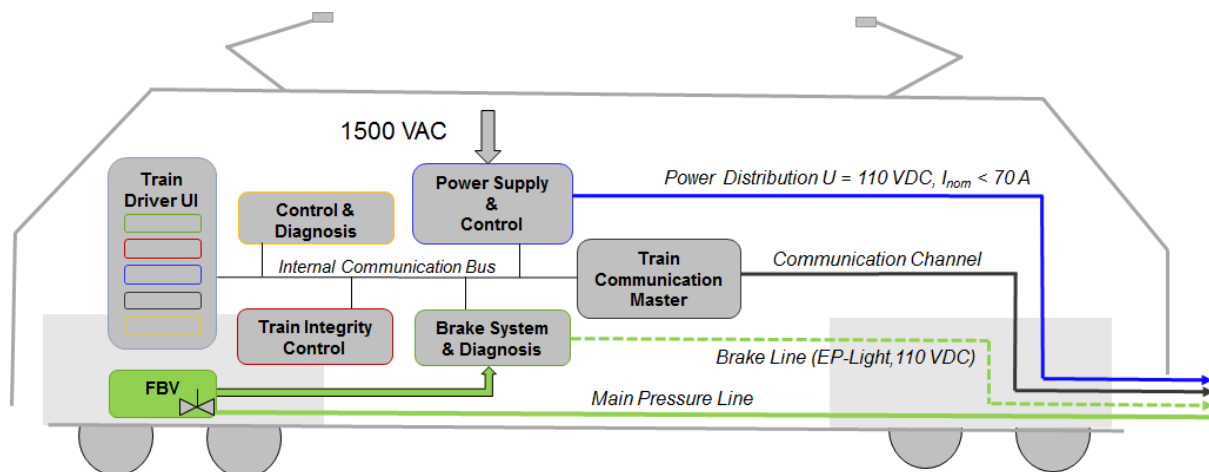 1500 VAC
Train
Driver UI
Control &
Diagnosis
Power Supply
&
Control
Power Distribution U = 110 VDC, Inom < 70 A
Internal Communication Bus
Train
Communication
Master
Communication Channel
Train Integrity
Control
Brake System
& Diagnosis
Brake Line (EP-Light,110 VDC)
FBV
Main Pressure Line